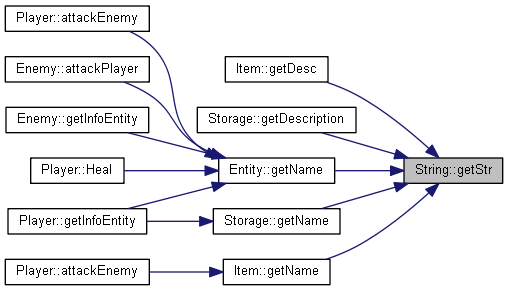 Player::attackEnemy
Enemy::attackPlayer
Enemy::getInfoEntity
Player::Heal
Player::getInfoEntity
Player::attackEnemy
Item::getDesc
Storage::getDescription
Entity::getName
Storage::getName
Item::getName
String::getStr